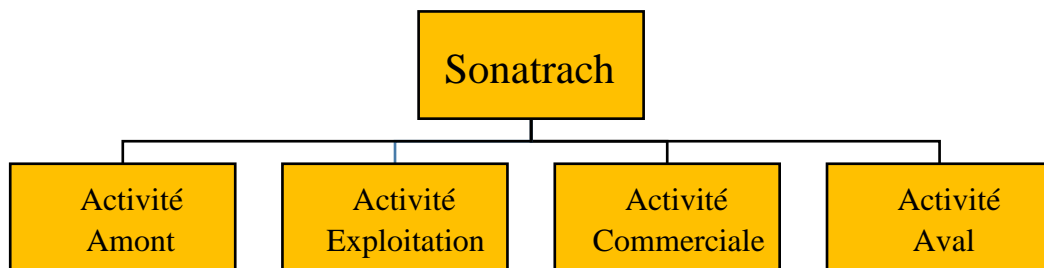 Sonatrach
Activité
Amont
Activité
Exploitation
Activité
Commerciale
Activité
Aval